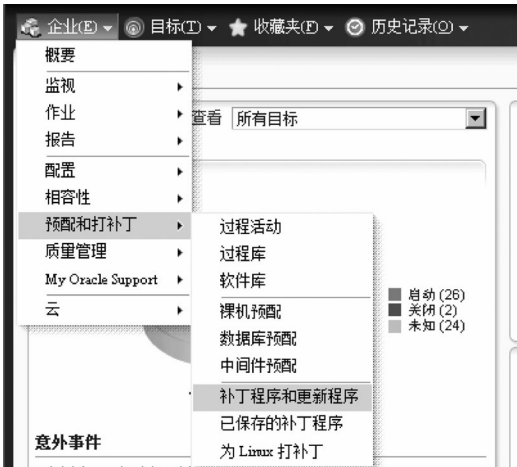 企业(E) 目标(T) 收藏夹(F) 历史记录(O)
概要
监视
作业
查看 所有目标
报告
配置
相容性
预配和打补丁
过程活动
质量管理
过程库
My Oracle Support
软件库
云
启动 (26)
关闭 (2)
未知 (24)
裸机预配
数据库预配
中间件预配
补丁程序和更新程序
已保存的补丁程序
意外事件
为 Linux 打补丁